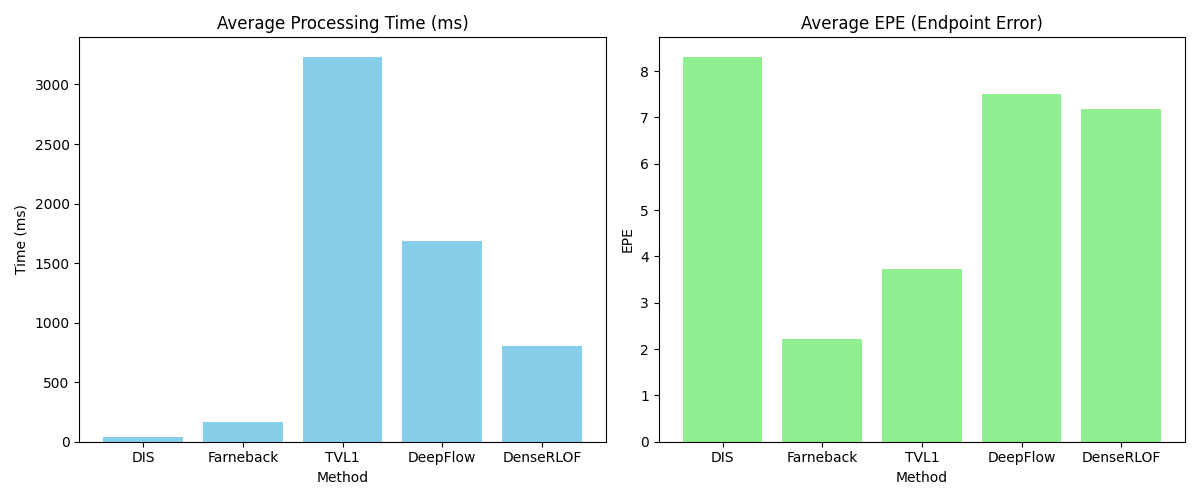 Average Processing Time (ms)
3000
2500
2000
1500
1000
500
0
Time (ms)
DIS Farneback TVL1 DeepFlow DenseRLOF
Method
Average EPE (Endpoint Error)
8
7
6
5
4
3
2
1
0
EPE
DIS Farneback TVL1 DeepFlow DenseRLOF
Method